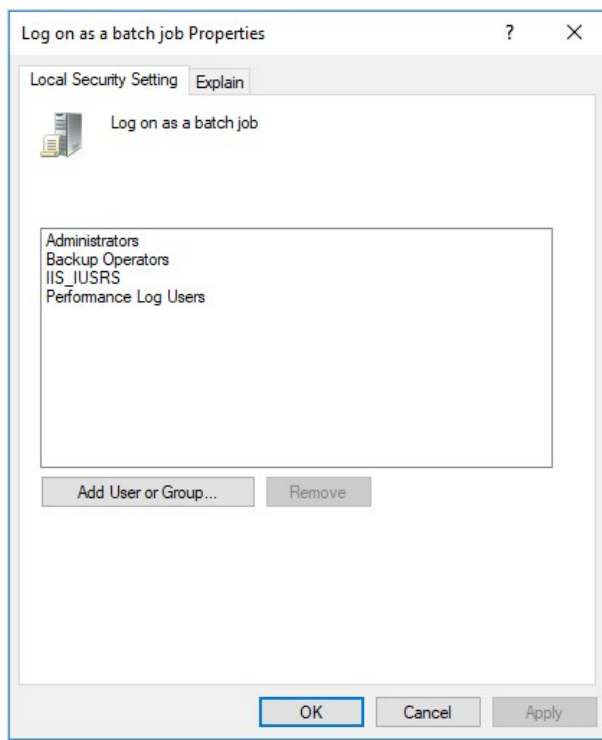 Log on as a batch job Properties
?
Local Security Setting
Explain
Log on as a batch job
Administrators
Backup Operators
IIS_IUSRS
Performance Log Users
Add User or Group...
Remove
OK
Cancel
Apply